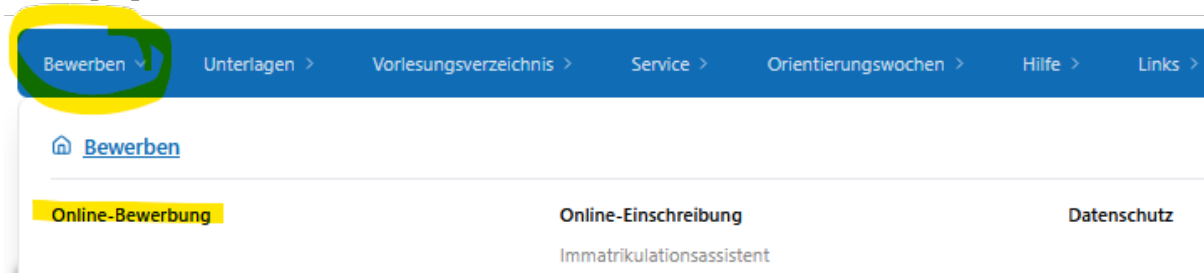 Bewerben Unterlagen > Vorlesungsverzeichnis > Service > Orientierungswochen > Hilfe > Links >
Bewerben
Online-Bewerbung Online-Einschreibung Datenschutz
Immatrikulationsassistent